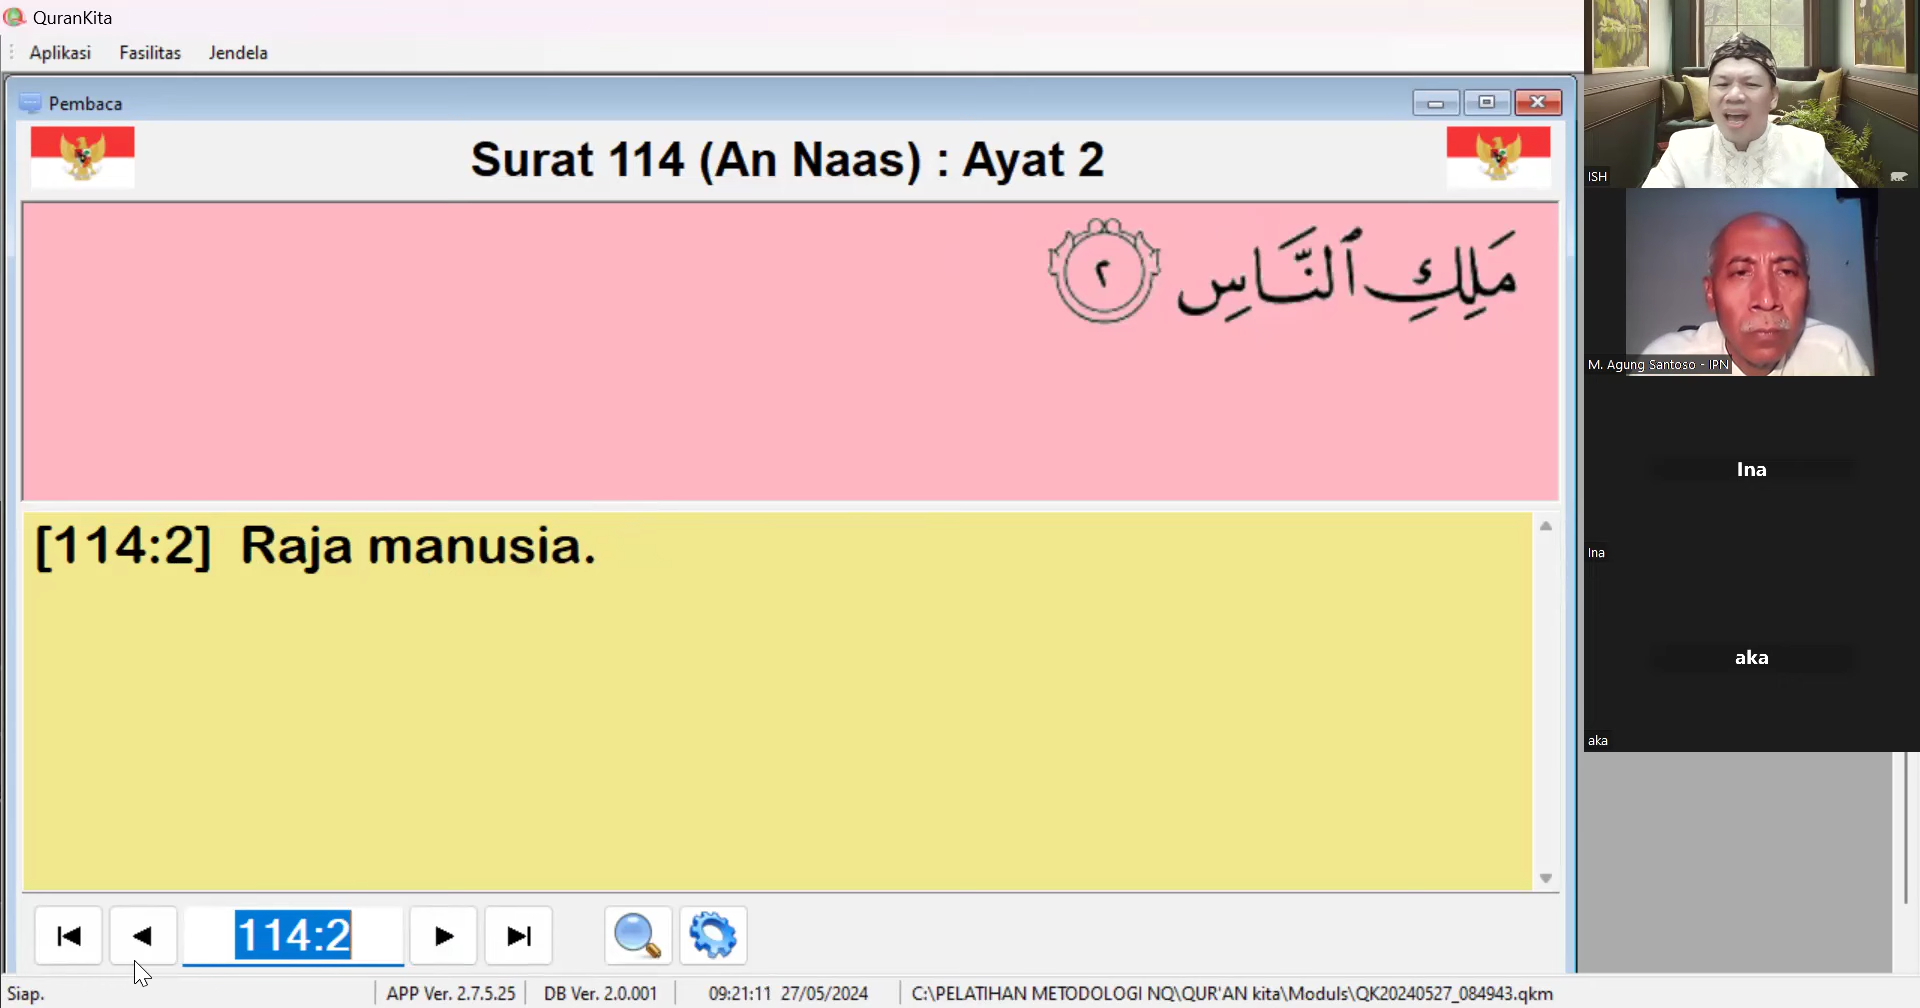 QuranKita
Aplikasi Fasilitas Jendela
Pembaca
Surat 114 (An Naas) : Ayat 2
مَلِكِ ٱلنَّاسِ ٢
[114:2] Raja manusia.
114:2
Siap. APP Ver. 2.7.5.25 DB Ver. 2.0.001 09:21:11 27/05/2024 C:\PELATIHAN METODOLOGI NQ\QUR'AN kita\Moduls\QK20240527_084943.qkm
ISH
M. Agung Santoso - IPN
Ina
Ina
aka
aka